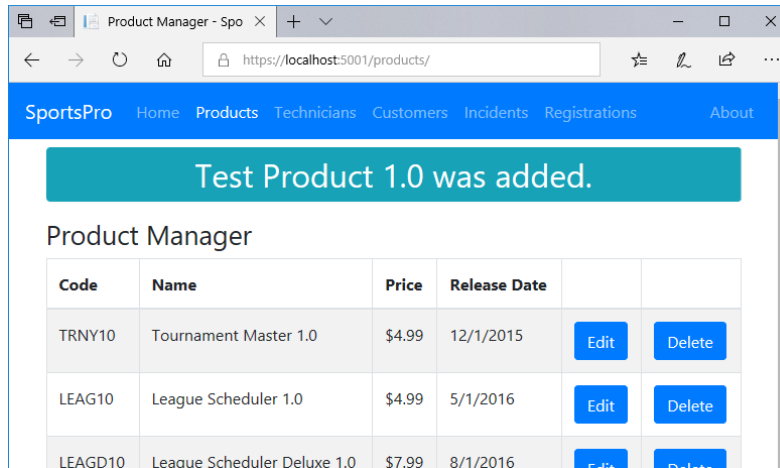 Product Manager - Spo
https://localhost:5001/products/
SportsPro Home Products Technicians Customers Incidents Registrations About
Test Product 1.0 was added.
Product Manager
Code Name Price Release Date
TRNY10 Tournament Master 1.0 $4.99 12/1/2015 Edit Delete
LEAG10 League Scheduler 1.0 $4.99 5/1/2016 Edit Delete
LEAGD10 League Scheduler Deluxe 1.0 $7.99 8/1/2016 Edit Delete